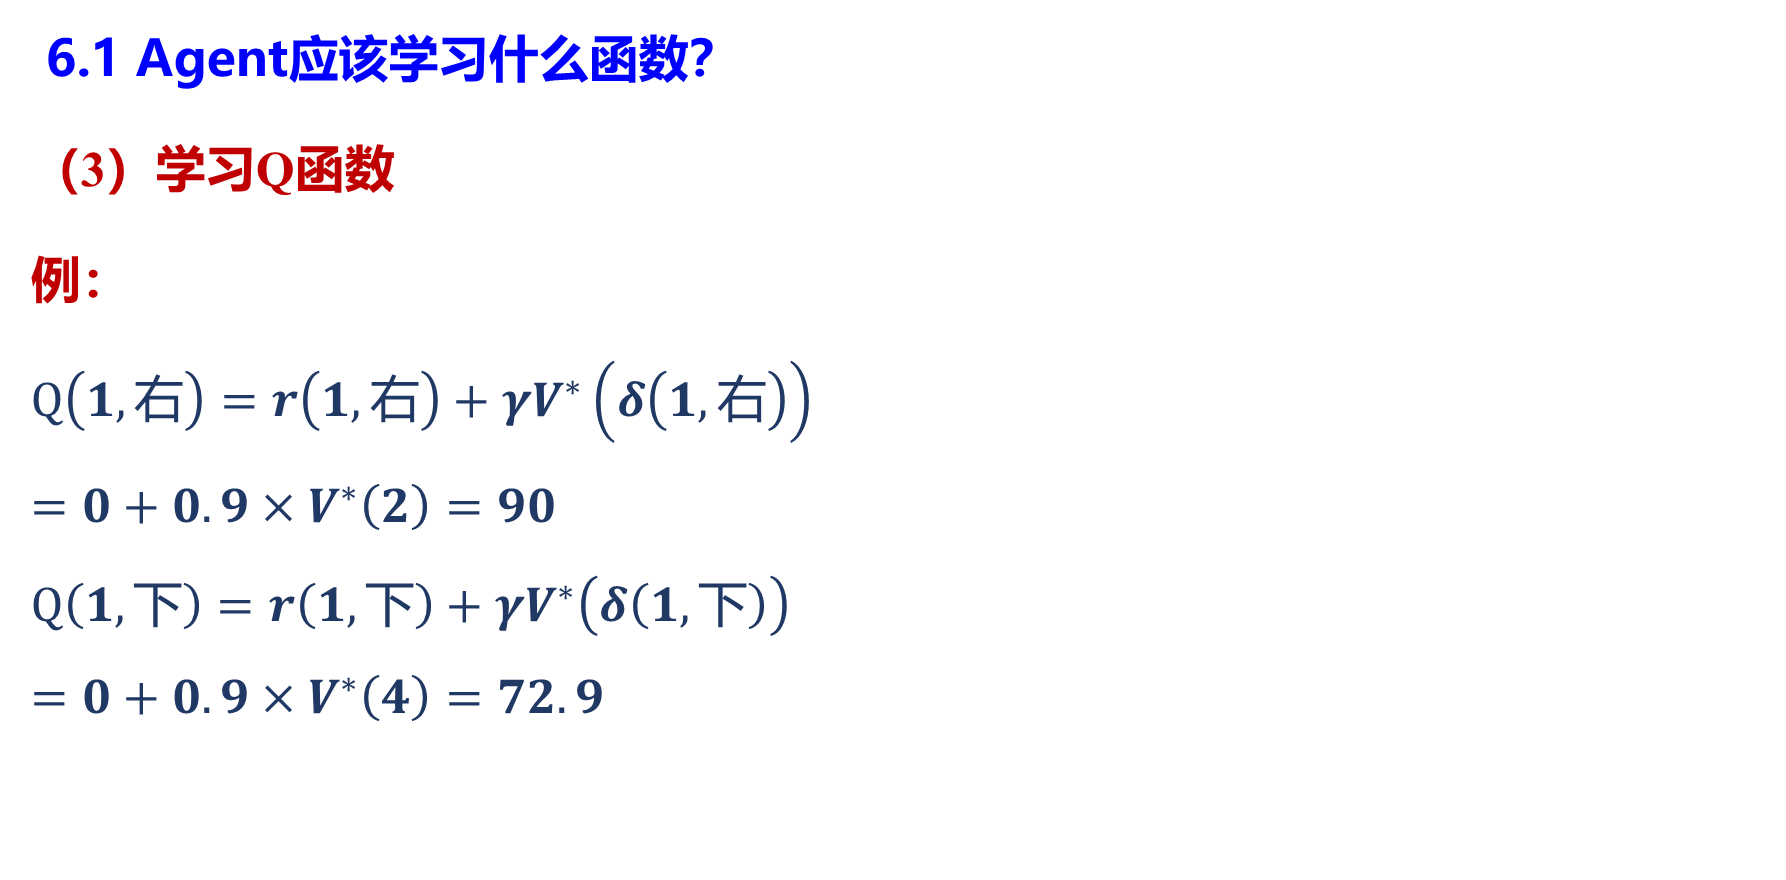 6.1 Agent应该学习什么函数?
（3）学习Q函数
例：
Q(1,右) = r(1,右) + γV*(δ(1,右))
= 0 + 0.9 × V*(2) = 90
Q(1,下) = r(1,下) + γV*(δ(1,下))
= 0 + 0.9 × V*(4) = 72.9